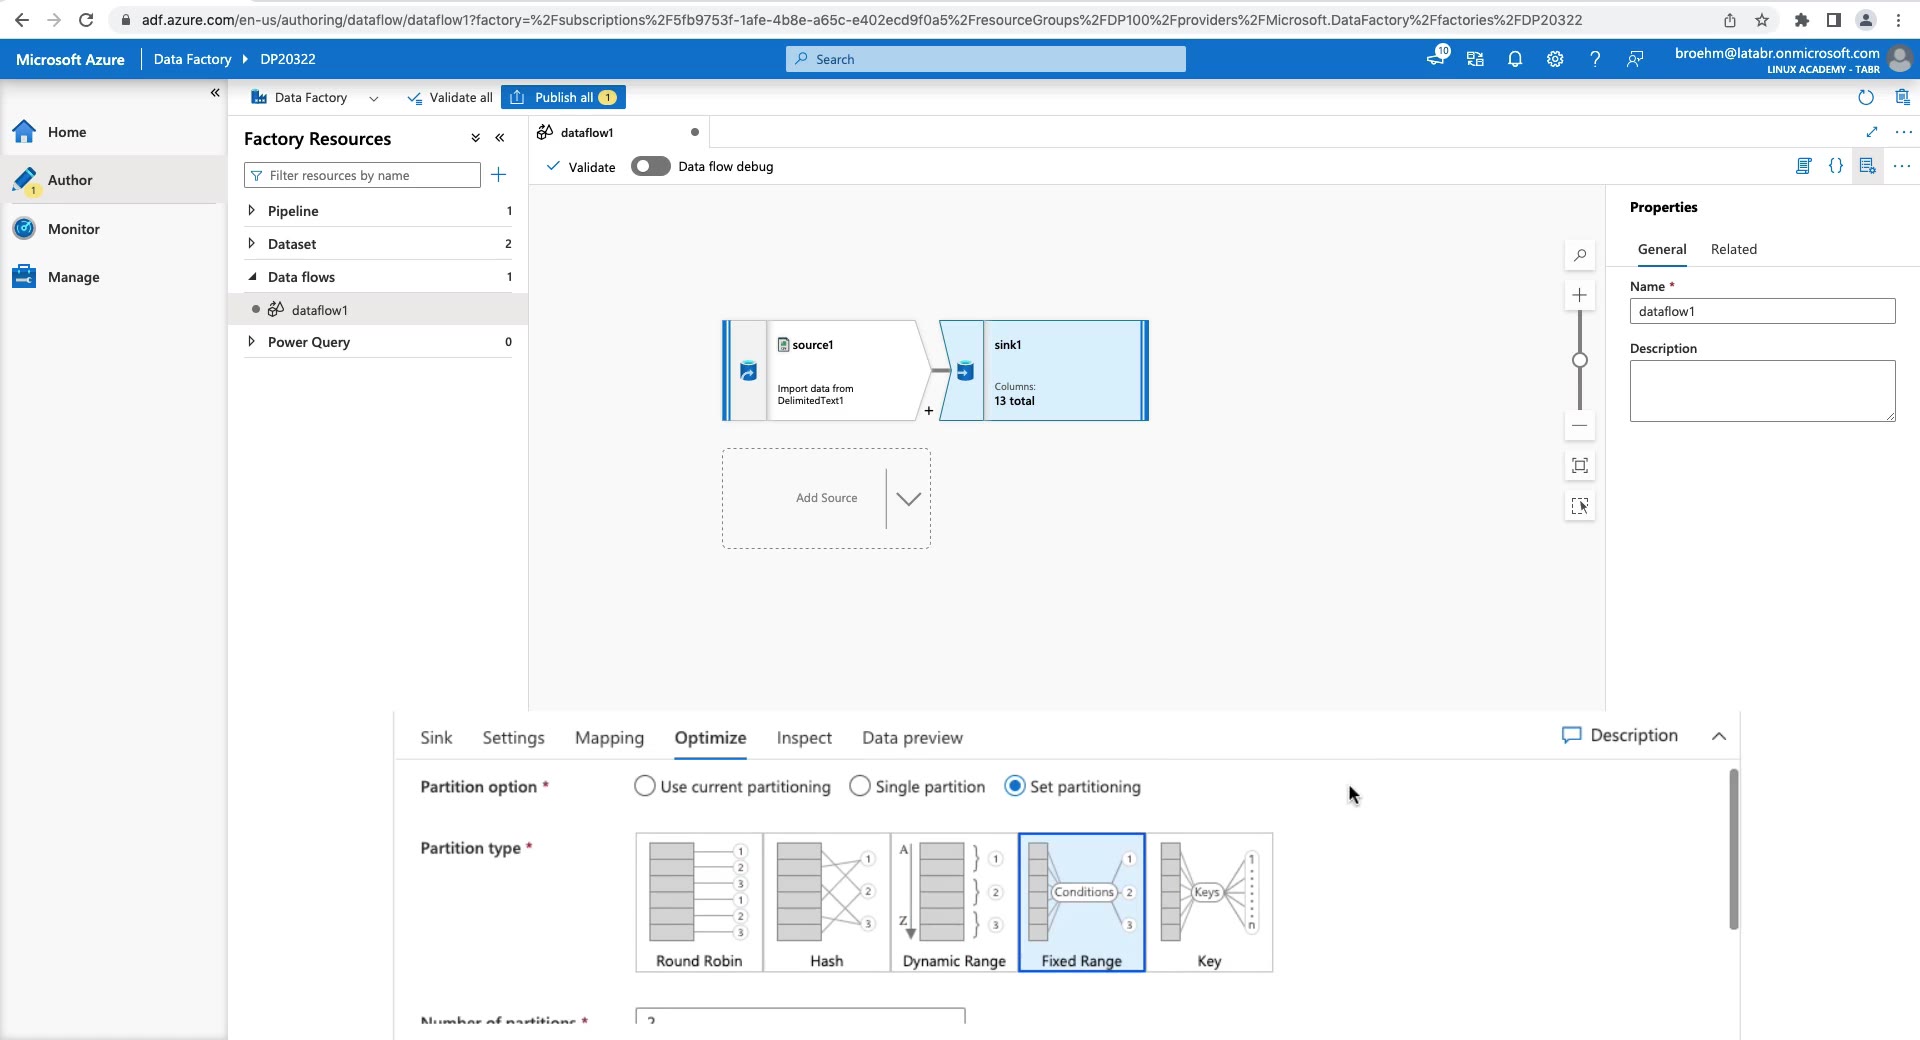 adf.azure.com/en-us/authoring/dataflow/dataflow1?factory=%2Fsubscriptions%2F5fb9753f-1afe-4b8e-a65c-e402ecd9f0a5%2FresourceGroups%2FDP100%2Fproviders%2FMicrosoft.DataFactory%2Ffactories%2FDP20322
Microsoft Azure
Data Factory
DP20322
Search
10
broehm@latabr.onmicrosoft.com
LINUX ACADEMY - TABR
Home
Author
1
Monitor
Manage
Data Factory
Validate all
Publish all
1
Factory Resources
Filter resources by name
Pipeline 1
Dataset 2
Data flows 1
dataflow1
Power Query 0
dataflow1
Validate
Data flow debug
source1
Import data from
DelimitedText1
+
sink1
Columns:
13 total
Add Source
Properties
General Related
Name *
dataflow1
Description
Sink Settings Mapping Optimize Inspect Data preview
Description
Partition option *
Use current partitioning Single partition Set partitioning
Partition type *
1
2
3
1
2
3
Round Robin
1
2
3
Hash
A
Z
1
2
3
Dynamic Range
Conditions
1
2
3
Fixed Range
Keys
1
n
Key
Number of partitions *
2